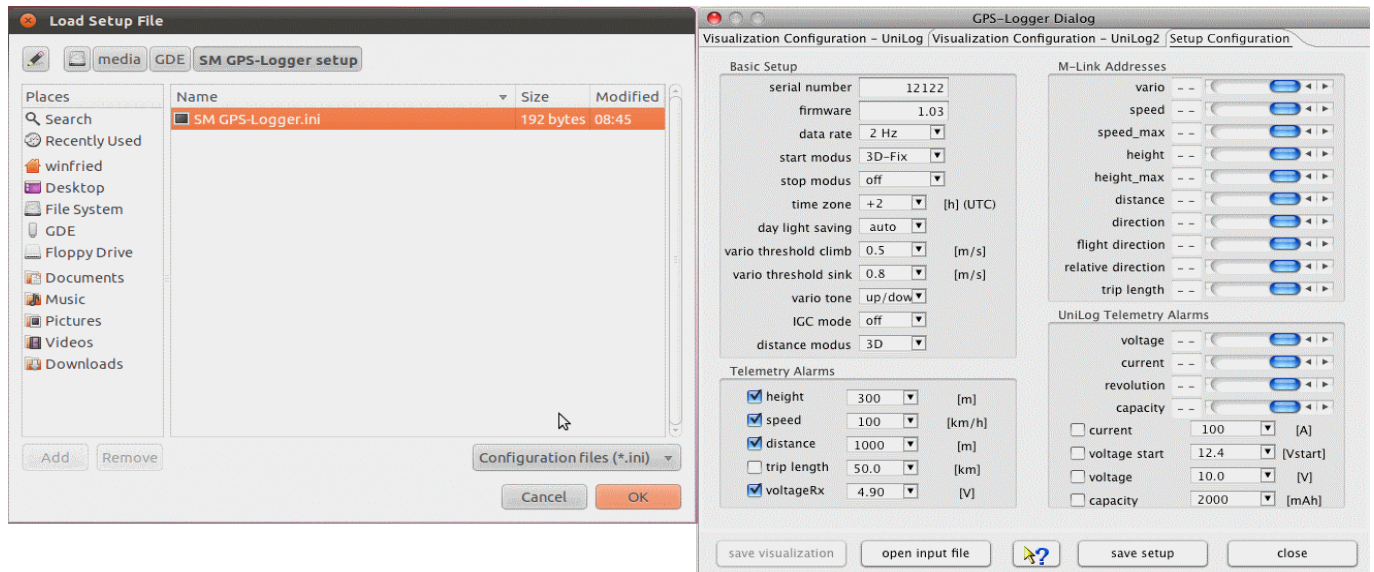 Load Setup File
media GDE SM GPS-Logger setup
Places
Search
Recently Used
winfried
Desktop
File System
GDE
Floppy Drive
Documents
Music
Pictures
Videos
Downloads
Name Size Modified
SM GPS-Logger.ini 192 bytes 08:45
Add Remove
Configuration files (*.ini)
Cancel OK
GPS-Logger Dialog
Visualization Configuration - UniLog Visualization Configuration - UniLog2 Setup Configuration
Basic Setup
serial number 12122
firmware 1.03
data rate 2 Hz
start modus 3D-Fix
stop modus off
time zone +2 [h] (UTC)
day light saving auto
vario threshold climb 0.5 [m/s]
vario threshold sink 0.8 [m/s]
vario tone up/dow
IGC mode off
distance modus 3D
Telemetry Alarms
height 300 [m]
speed 100 [km/h]
distance 1000 [m]
trip length 50.0 [km]
voltageRx 4.90 [V]
M-Link Addresses
vario - -
speed - -
speed_max - -
height - -
height_max - -
distance - -
direction - -
flight direction - -
relative direction - -
trip length - -
UniLog Telemetry Alarms
voltage - -
current - -
revolution - -
capacity - -
current 100 [A]
voltage start 12.4 [Vstart]
voltage 10.0 [V]
capacity 2000 [mAh]
save visualization open input file ? save setup close